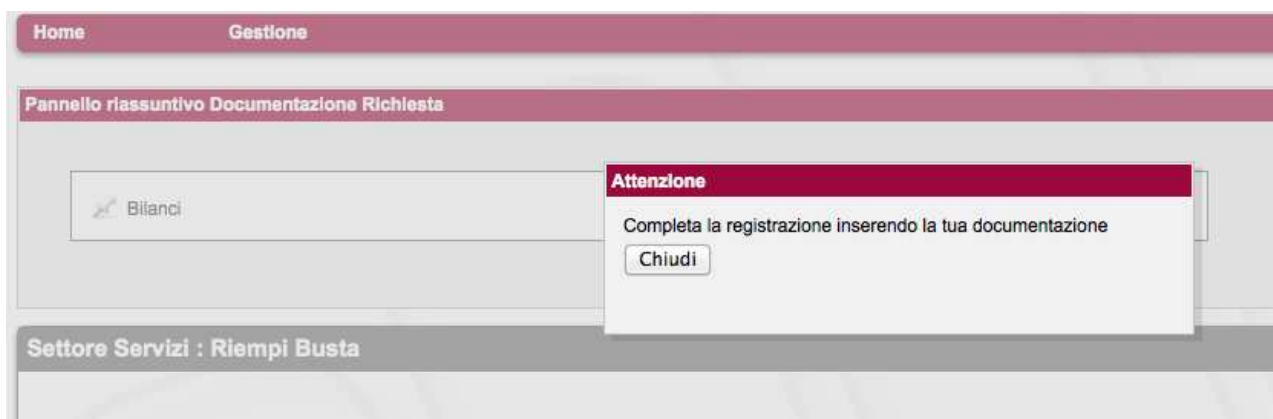 Home Gestione
Pannello riassuntivo Documentazione Richiesta
Attenzione
Bilanci
Completa la registrazione inserendo la tua documentazione
Chiudi
Settore Servizi : Riempi Busta